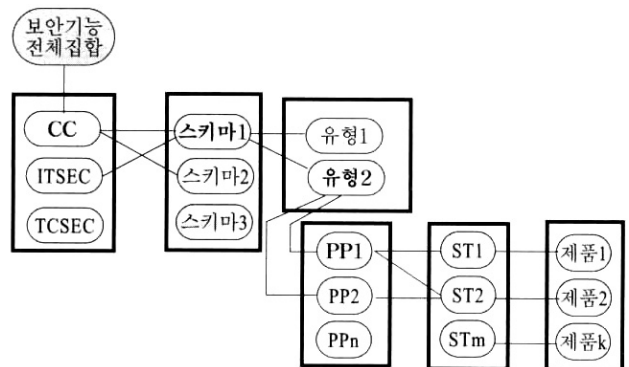 보안기능
전체집합
CC
스키마1
유형1
ITSEC
스키마2
유형2
TCSEC
스키마3
PP1
ST1
제품1
PP2
ST2
제품2
PPn
STm
제품k